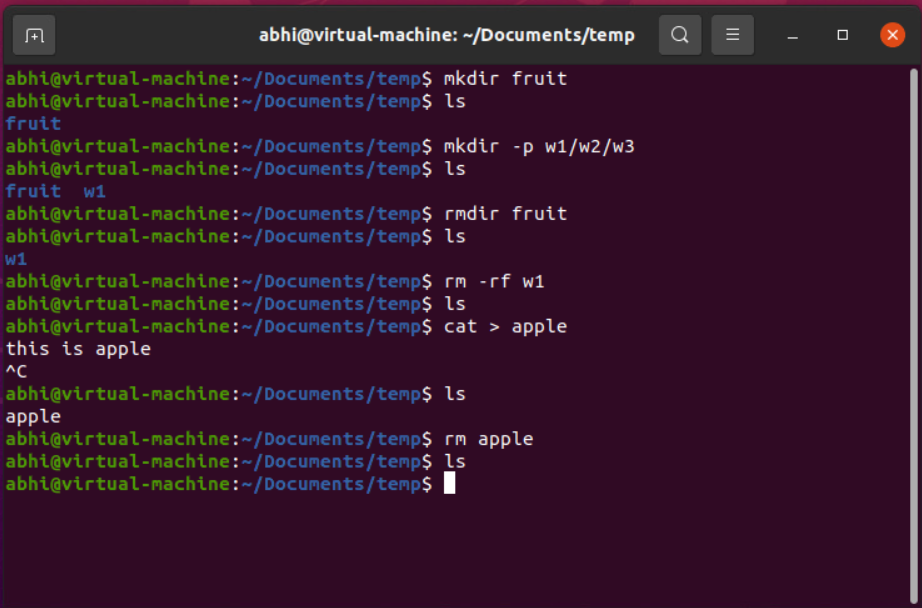 abhi@virtual-machine: ~/Documents/temp
abhi@virtual-machine:~/Documents/temp$ mkdir fruit
abhi@virtual-machine:~/Documents/temp$ ls
fruit
abhi@virtual-machine:~/Documents/temp$ mkdir -p w1/w2/w3
abhi@virtual-machine:~/Documents/temp$ ls
fruit  w1
abhi@virtual-machine:~/Documents/temp$ rmdir fruit
abhi@virtual-machine:~/Documents/temp$ ls
w1
abhi@virtual-machine:~/Documents/temp$ rm -rf w1
abhi@virtual-machine:~/Documents/temp$ ls
abhi@virtual-machine:~/Documents/temp$ cat > apple
this is apple
^C
abhi@virtual-machine:~/Documents/temp$ ls
apple
abhi@virtual-machine:~/Documents/temp$ rm apple
abhi@virtual-machine:~/Documents/temp$ ls
abhi@virtual-machine:~/Documents/temp$